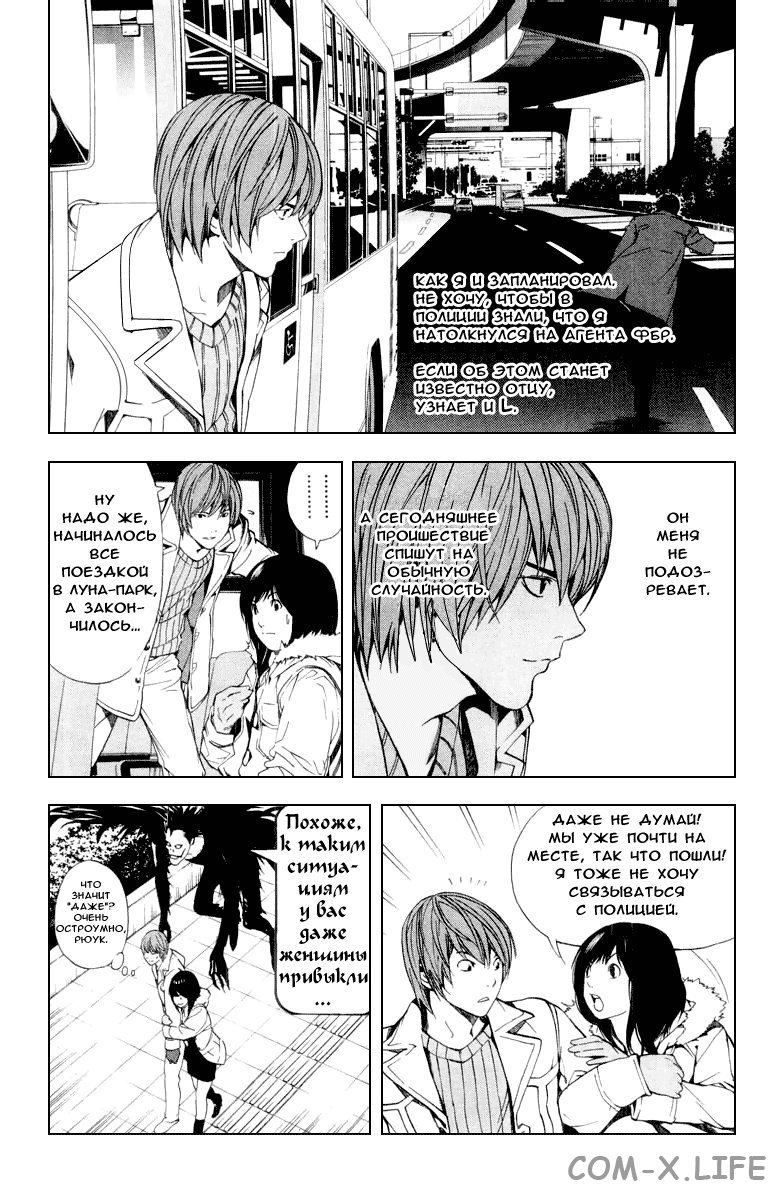 КАК Я И ЗАПЛАНИРОВАЛ.
НЕ ХОЧУ, ЧТОБЫ В
ПОЛИЦИИ ЗНАЛИ, ЧТО Я
НАТОЛКНУЛСЯ НА АГЕНТА ФБР.
ЕСЛИ ОБ ЭТОМ СТАНЕТ
ИЗВЕСТНО ОТЦУ,
УЗНАЕТ И L.
ОН
МЕНЯ
НЕ
ПОДОЗ-
РЕВАЕТ.
А СЕГОДНЯШНЕЕ
ПРОИШЕСТВИЕ
СПИШУТ НА
ОБЫЧНУЮ
СЛУЧАЙНОСТЬ.
......
......
НУ
НАДО ЖЕ,
НАЧИНАЛОСЬ
ВСЕ
ПОЕЗДКОЙ
В ЛУНА-ПАРК,
А ЗАКОН-
ЧИЛОСЬ...
ДАЖЕ НЕ ДУМАЙ!
МЫ УЖЕ ПОЧТИ НА
МЕСТЕ, ТАК ЧТО ПОШЛИ!
Я ТОЖЕ НЕ ХОЧУ
СВЯЗЫВАТЬСЯ
С ПОЛИЦИЕЙ.
Похоже,
к таким
ситуа-
циям
у вас
даже
женщины
привыкли
...
ЧТО
ЗНАЧИТ
"ДАЖЕ"?
ОЧЕНЬ
ОСТРОУМНО,
РЮУК.
COM-X.LIFE